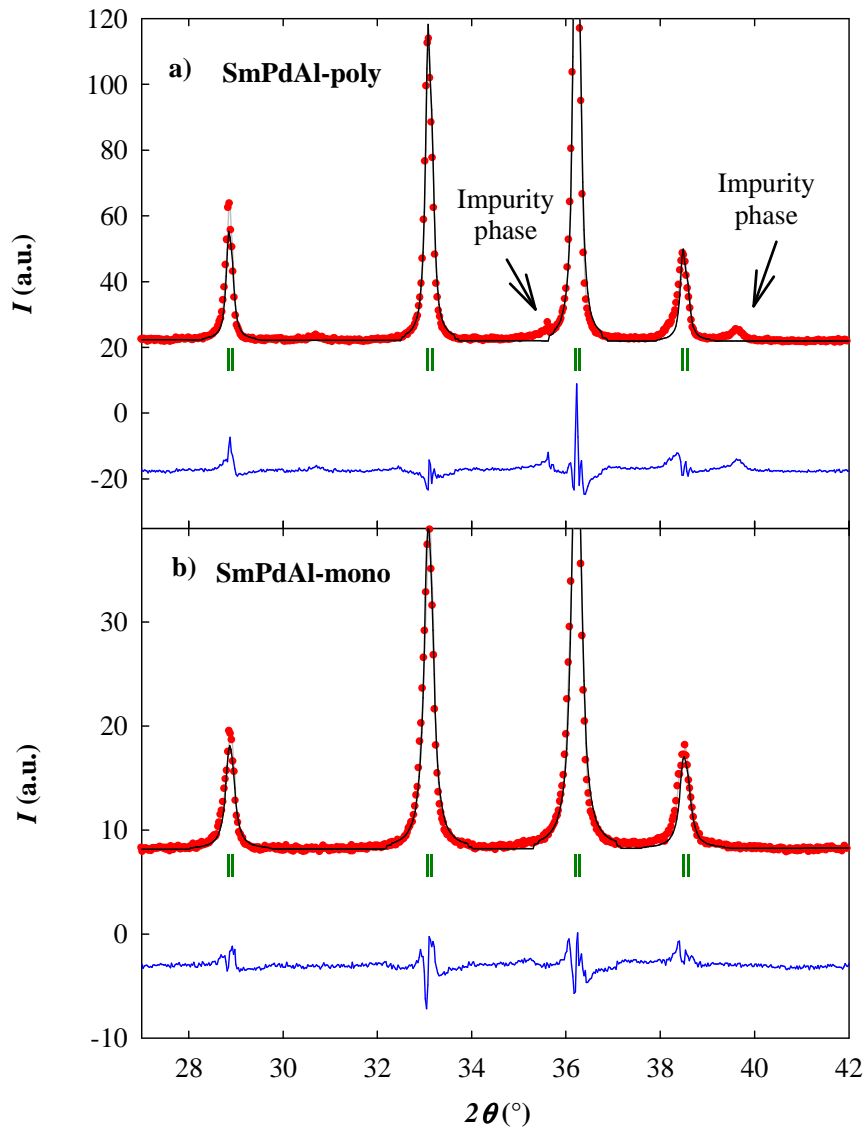 120
100
80
60
40
20
0
-20
I (a.u.)
a) SmPdAl-poly
Impurity
phase
Impurity
phase
b) SmPdAl-mono
30
20
10
0
-10
I (a.u.)
28 30 32 34 36 38 40 42
2θ (°)